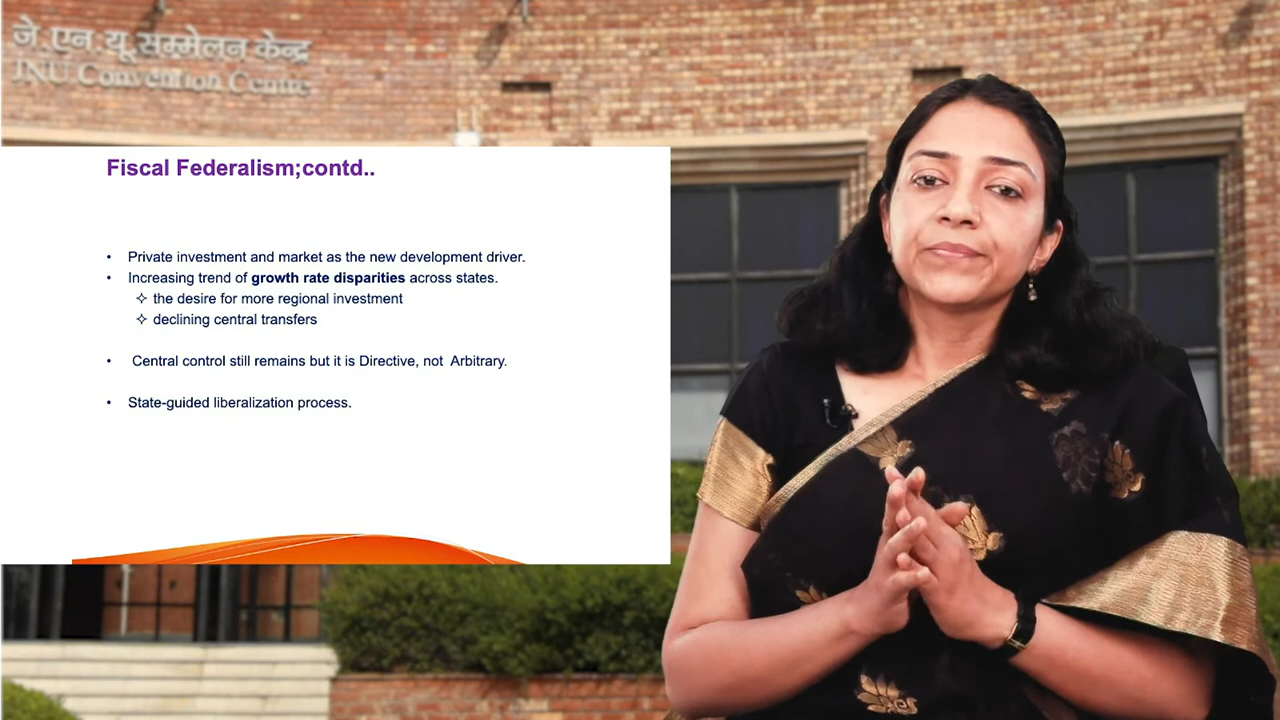 जे.एन.यू.सम्मेलन केन्द्र
JNU Convention Centre
Fiscal Federalism;contd..
• Private investment and market as the new development driver.
• Increasing trend of growth rate disparities across states.
✧ the desire for more regional investment
✧ declining central transfers
• Central control still remains but it is Directive, not Arbitrary.
• State-guided liberalization process.